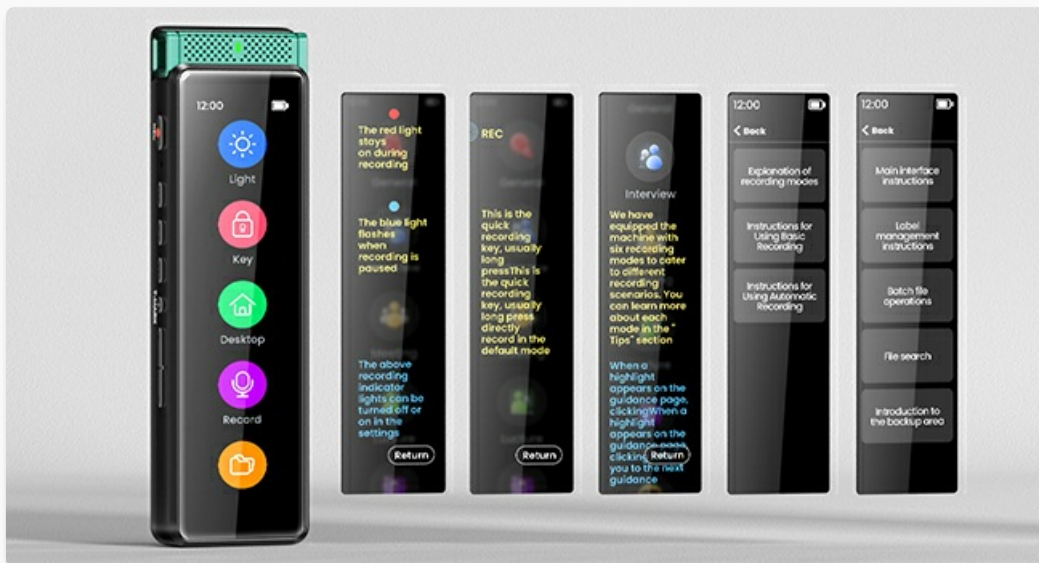 12:00
Light
Key
Desktop
Record
The red light
stays
on during
recording
The blue light
flashes
when
recording is
paused
The above
recording
indicator
lights can be
turned off or
on in the
settings
Return
REC
This is the
quick
recording
key, usually
long
pressThis is
the quick
recording
key, usually
long press
directly
record in the
default mode
Return
General
Interview
We have
equipped the
machine with
six recording
modes to cater
to different
recording
scenarios. You
can learn more
about each
mode in the "
Tips" section
When a
highlight
appears on the
guidance page,
clickingWhen a
highlight
appears on the
guidance page,
clicking
you to the next
guidance
Return
12:00
Back
Explanation of
recording modes
Instructions for
Using Basic
Recording
Instructions for
Using Automatic
Recording
12:00
Back
Main interface
instructions
Label
management
instructions
Batch file
operations
File search
Introduction to
the backup area